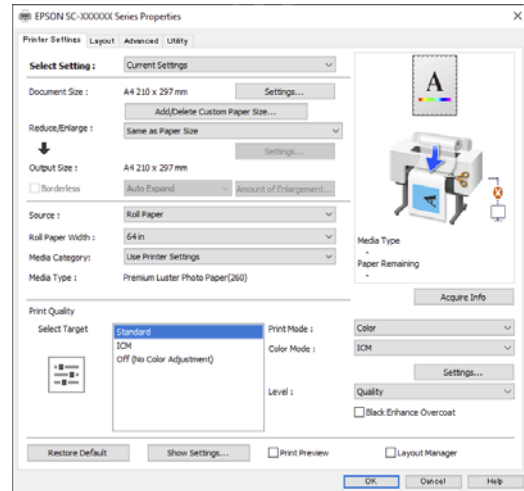 EPSON SC-XXXXXX Series Properties
Printer Settings Layout Advanced Utility
Select Setting : Current Settings
Document Size : A4 210 x 297 mm Settings...
Add/Delete Custom Paper Size...
Reduce/Enlarge : Same as Paper Size
Settings...
Output Size : A4 210 x 297 mm
Borderless Auto Expand Amount of Enlargement...
Source : Roll Paper
Roll Paper Width : 64 in
Media Category: Use Printer Settings
Media Type : Premium Luster Photo Paper(260)
A
A
Media Type
-
Paper Remaining
-
Acquire Info
Print Quality
Select Target
Standard
ICM
Off (No Color Adjustment)
Print Mode : Color
Color Mode : ICM
Settings...
Level : Quality
Black Enhance Overcoat
Restore Default Show Settings... Print Preview Layout Manager
OK Cancel Help